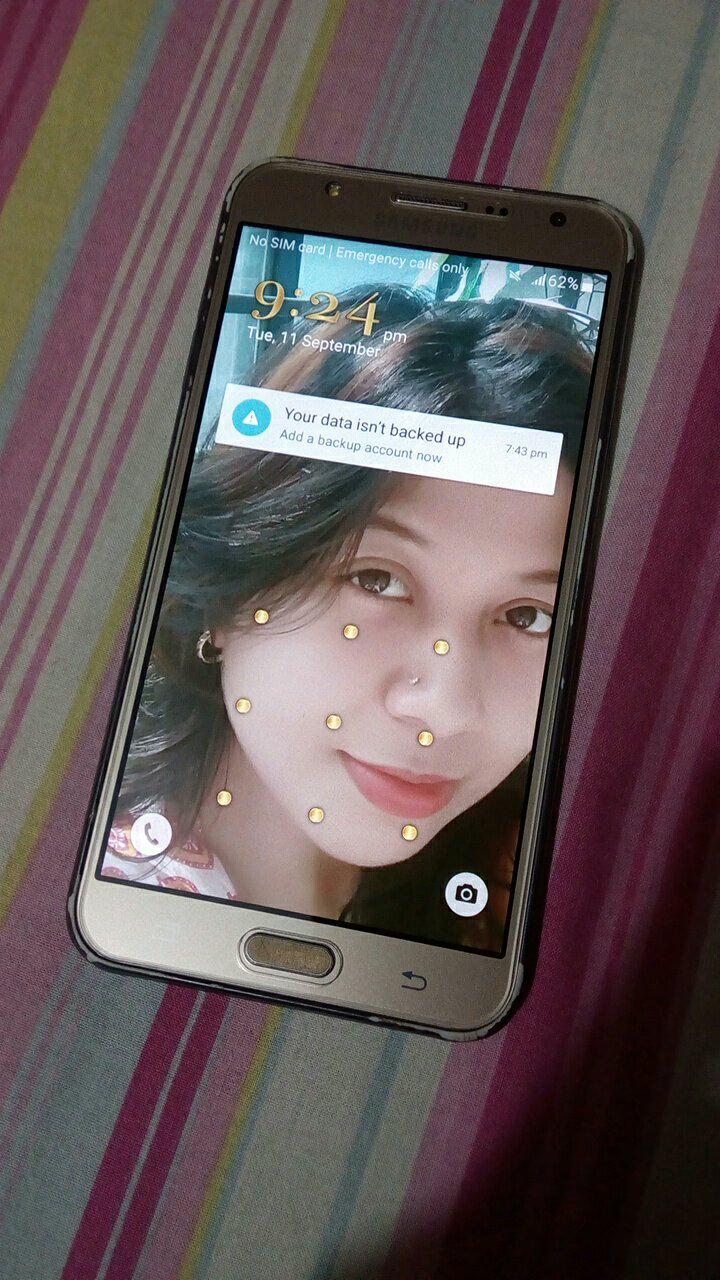 SAMSUNG
No SIM card | Emergency calls only 62%
9:24 pm
Tue, 11 September
Your data isn't backed up
7:43 pm
Add a backup account now